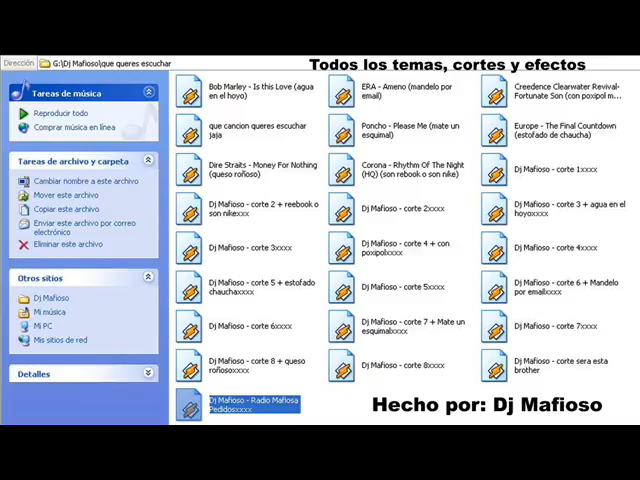 Dirección G:\Dj Mafioso\que queres escuchar
Todos los temas, cortes y efectos
Tareas de música
Reproducir todo
Comprar música en línea
Tareas de archivo y carpeta
Cambiar nombre a este archivo
Mover este archivo
Copiar este archivo
Enviar este archivo por correo
electrónico
Eliminar este archivo
Otros sitios
Dj Mafioso
Mi música
Mi PC
Mis sitios de red
Detalles
Bob Marley - Is this Love (agua
en el hoyo)
ERA - Ameno (mandelo por
email)
Creedence Clearwater Revival-
Fortunate Son (con poxipol m...
que cancion queres escuchar
jaja
Poncho - Please Me (mate un
esquimal)
Europe - The Final Countdown
(estofado de chaucha)
Dire Straits - Money For Nothing
(queso roñoso)
Corona - Rhythm Of The Night
(HQ) (son rebook o son nike)
Dj Mafioso - corte 1xxxx
Dj Mafioso - corte 2 + reebook o
son nikexxx
Dj Mafioso - corte 2xxxx
Dj Mafioso - corte 3 + agua en el
hoyoxxxx
Dj Mafioso - corte 3xxxx
Dj Mafioso - corte 4 + con
poxipolxxxx
Dj Mafioso - corte 4xxxx
Dj Mafioso - corte 5 + estofado
chauchaxxxx
Dj Mafioso - corte 5xxxx
Dj Mafioso - corte 6 + Mandelo
por emailxxxx
Dj Mafioso - corte 6xxxx
Dj Mafioso - corte 7 + Mate un
esquimalxxxx
Dj Mafioso - corte 7xxxx
Dj Mafioso - corte 8 + queso
roñosoxxxx
Dj Mafioso - corte 8xxxx
Dj Mafioso - corte sera esta
brother
Dj Mafioso - Radio Mafiosa
Pedidosxxxx
Hecho por: Dj Mafioso